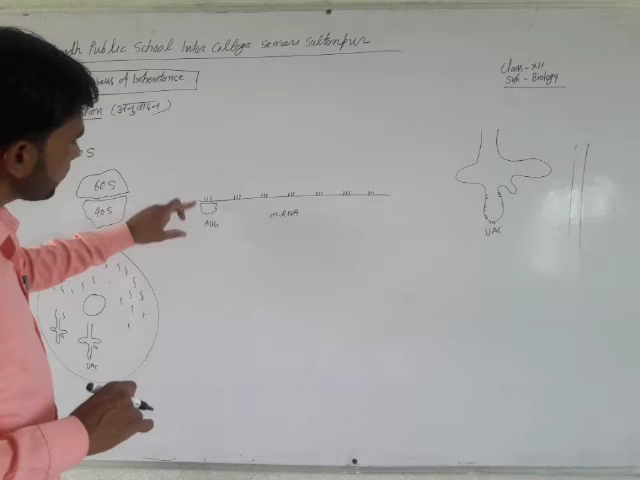 Public School Inter College Semari Sultanpur
of Inheritance
(अनुवादन)
Class-XII
Sub-Biology
S
60S
40S
AUG
m-RNA
UAC
UAC